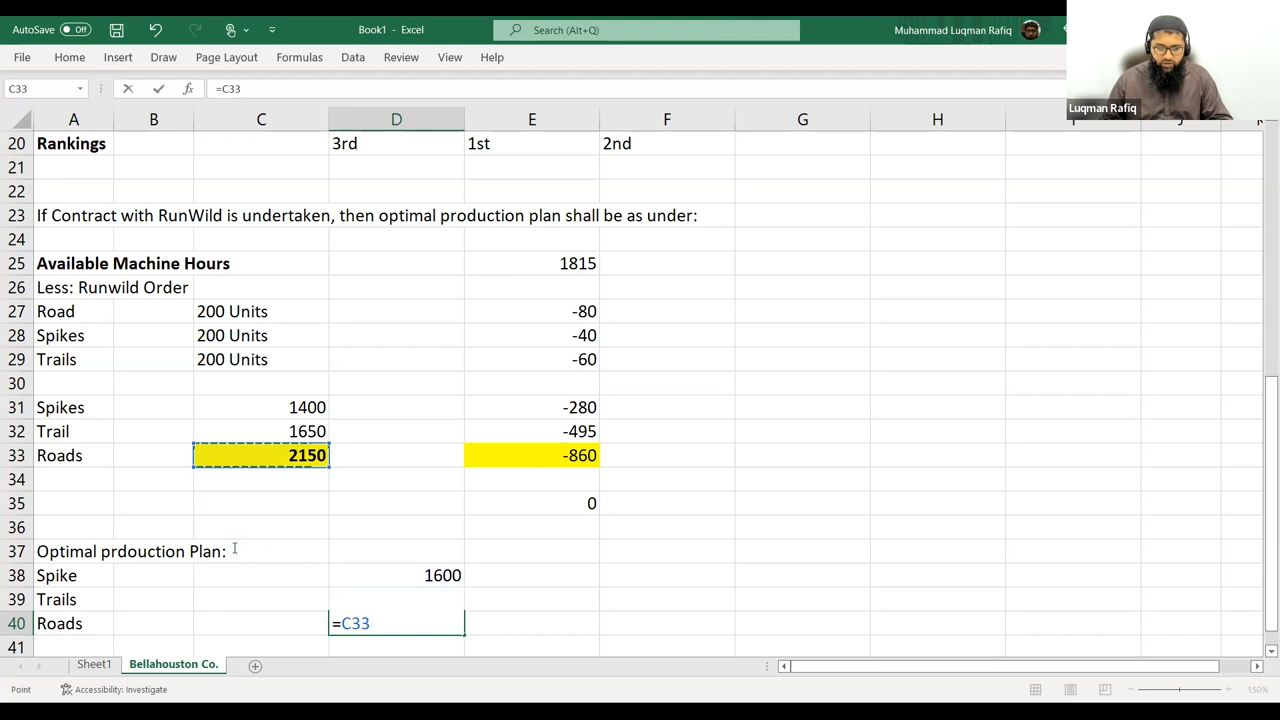 AutoSave Off Book1 - Excel Search (Alt+Q) Muhammad Luqman Rafiq
File Home Insert Draw Page Layout Formulas Data Review View Help
Luqman Rafiq
C33 fx =C33
A B C D E F G H
20 Rankings 3rd 1st 2nd
21
22
23 If Contract with RunWild is undertaken, then optimal production plan shall be as under:
24
25 Available Machine Hours 1815
26 Less: Runwild Order
27 Road 200 Units -80
28 Spikes 200 Units -40
29 Trails 200 Units -60
30
31 Spikes 1400 -280
32 Trail 1650 -495
33 Roads 2150 -860
34
35 0
36
37 Optimal prdouction Plan:
38 Spike 1600
39 Trails
40 Roads =C33
41
Sheet1 Bellahouston Co.
Point Accessibility: Investigate 150%